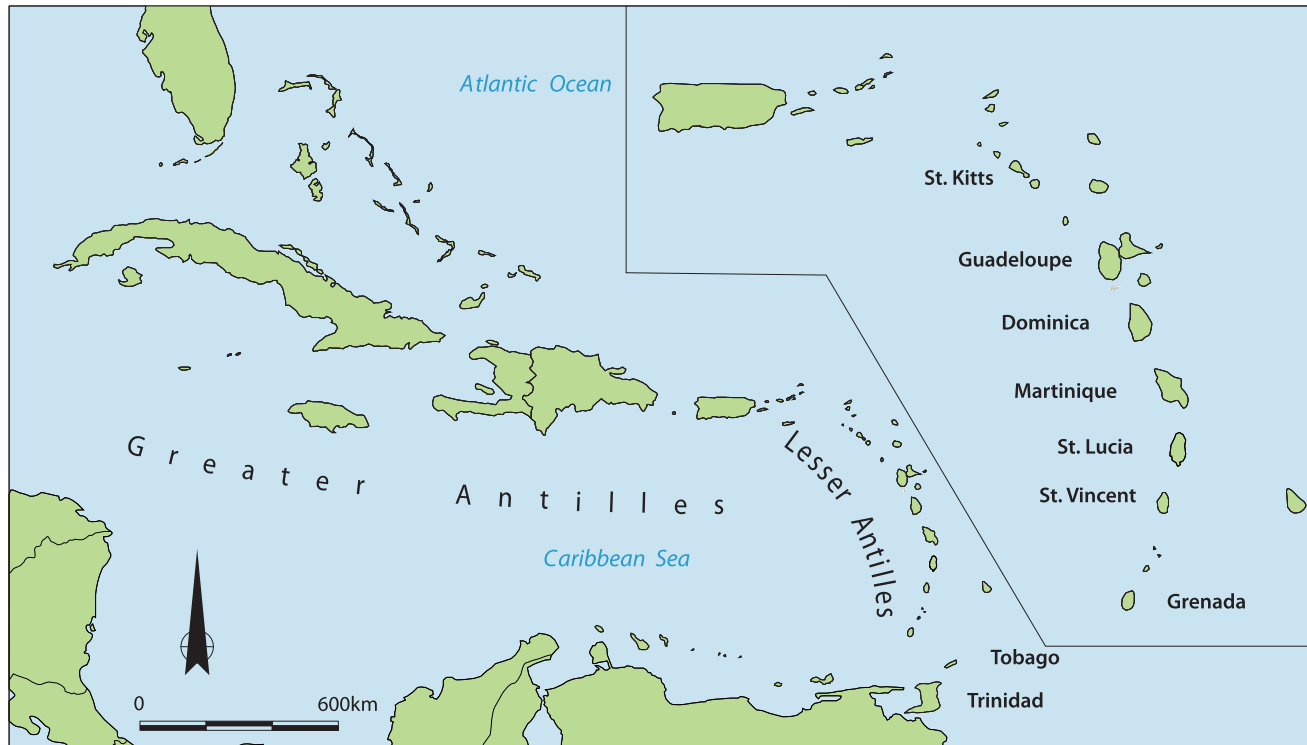 Atlantic Ocean
St. Kitts
Guadeloupe
Dominica
Martinique
St. Lucia
St. Vincent
Grenada
Greater Antilles
Lesser Antilles
Caribbean Sea
Tobago
Trinidad
0 600km